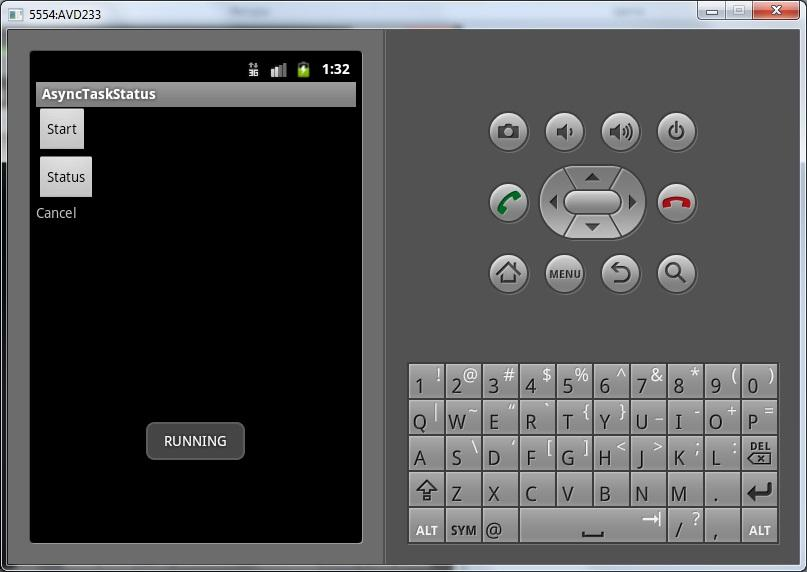 5554:AVD233
3G 1:32
AsyncTaskStatus
Start
Status
Cancel
RUNNING
MENU
1 ! 2 @ 3 # 4 $ 5 % 6 ^ 7 & 8 * 9 ( 0 )
Q | W ~ E “ R ` T { Y } U _ I - O + P =
A S \ D ‘ F [ G ] H < J > K ; L : DEL
Z X C V B N M .
ALT SYM @ / ? , ALT